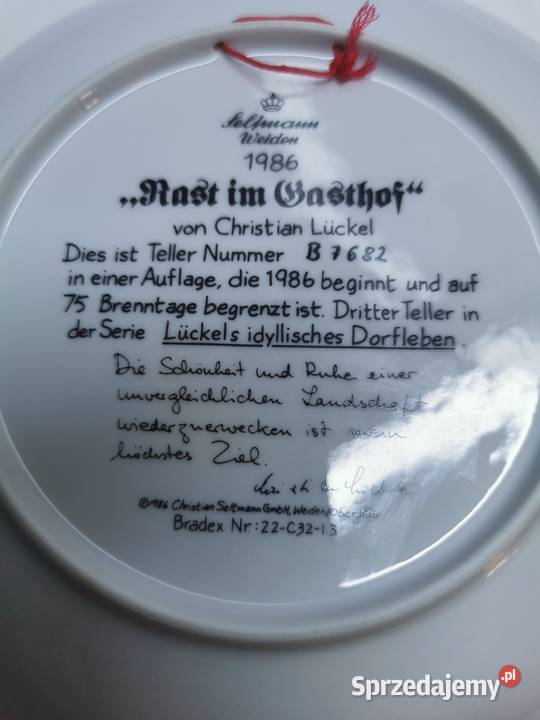 Seltmann
Weiden
1986
„Rast im Gasthof“
von Christian Lückel
Dies ist Teller Nummer B 7682
in einer Auflage, die 1986 beginnt und auf
75 Brenntage begrenzt ist. Dritter Teller in
der Serie Lückels idyllisches Dorfleben.
Die Schönheit und Ruhe einer
unvergleichlichen Landschaft
wiederzuerwecken ist mein
höchstes Ziel.
©1986 Christian Seltmann GmbH, Weiden/Oberpfalz
Bradex Nr: 22-C32-1.3
Sprzedajemy.pl